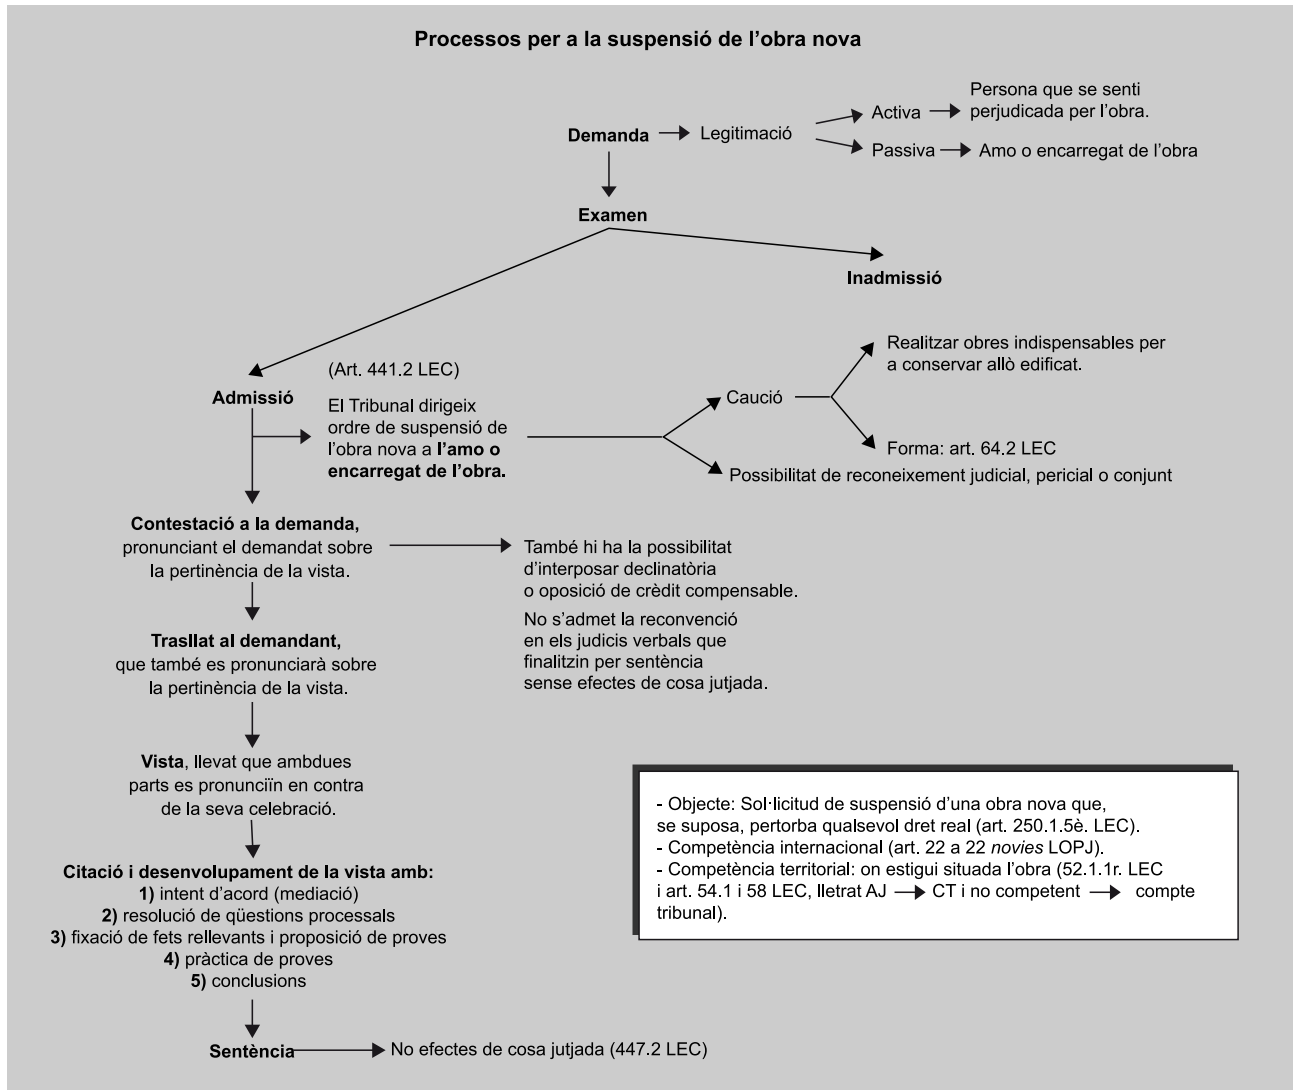 Processos per a la suspensió de l’obra nova
Demanda
Legitimació
Activa
Persona que se senti
perjudicada per l’obra.
Passiva
Amo o encarregat de l’obra
Examen
Inadmissió
Admissió
(Art. 441.2 LEC)
El Tribunal dirigeix
ordre de suspensió de
l’obra nova a l’amo o
encarregat de l’obra.
Caució
Realitzar obres indispensables per
a conservar allò edificat.
Forma: art. 64.2 LEC
Possibilitat de reconeixement judicial, pericial o conjunt
Contestació a la demanda,
pronunciant el demandat sobre
la pertinència de la vista.
També hi ha la possibilitat
d’interposar declinatòria
o oposició de crèdit compensable.
No s’admet la reconvenció
en els judicis verbals que
finalitzin per sentència
sense efectes de cosa jutjada.
Trasllat al demandant,
que també es pronunciarà sobre
la pertinència de la vista.
Vista, llevat que ambdues
parts es pronunciïn en contra
de la seva celebració.
Citació i desenvolupament de la vista amb:
1) intent d’acord (mediació)
2) resolució de qüestions processals
3) fixació de fets rellevants i proposició de proves
4) pràctica de proves
5) conclusions
Sentència
No efectes de cosa jutjada (447.2 LEC)
- Objecte: Sol·licitud de suspensió d’una obra nova que,
se suposa, pertorba qualsevol dret real (art. 250.1.5è. LEC).
- Competència internacional (art. 22 a 22 novies LOPJ).
- Competència territorial: on estigui situada l’obra (52.1.1r. LEC
i art. 54.1 i 58 LEC, lletrat AJ → CT i no competent → compte
tribunal).